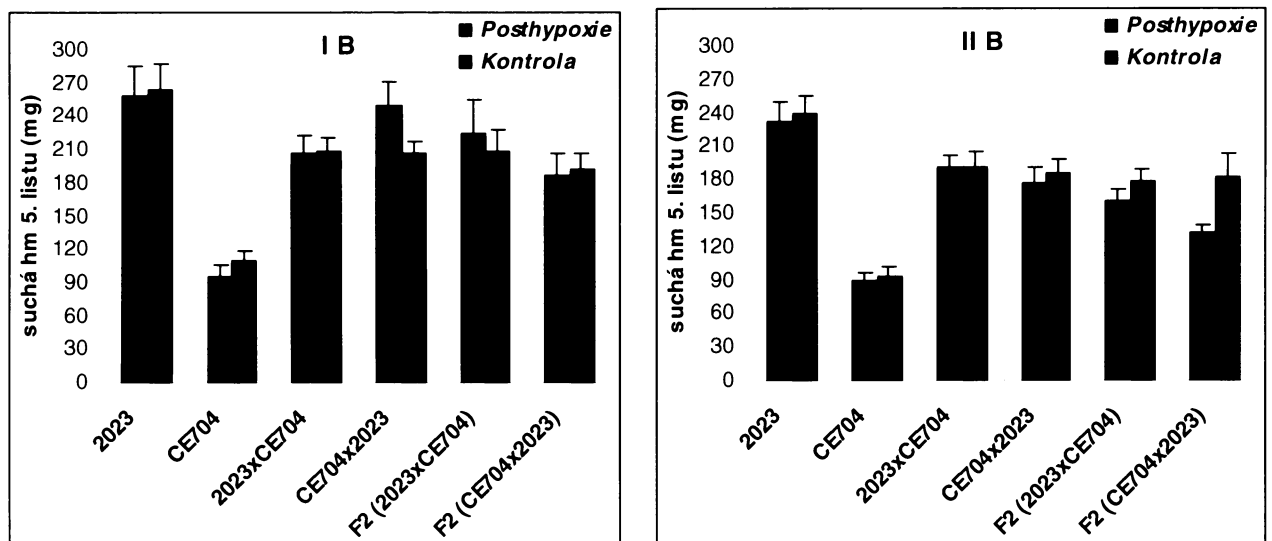 I B
Posthypoxie
Kontrola
suchá hm 5. listu (mg)
300
270
240
210
180
150
120
90
60
30
0
2023
CE704
2023xCE704
CE704x2023
F2 (2023xCE704)
F2 (CE704x2023)
II B
Posthypoxie
Kontrola
suchá hm 5. listu (mg)
300
270
240
210
180
150
120
90
60
30
0
2023
CE704
2023xCE704
CE704x2023
F2 (2023xCE704)
F2 (CE704x2023)